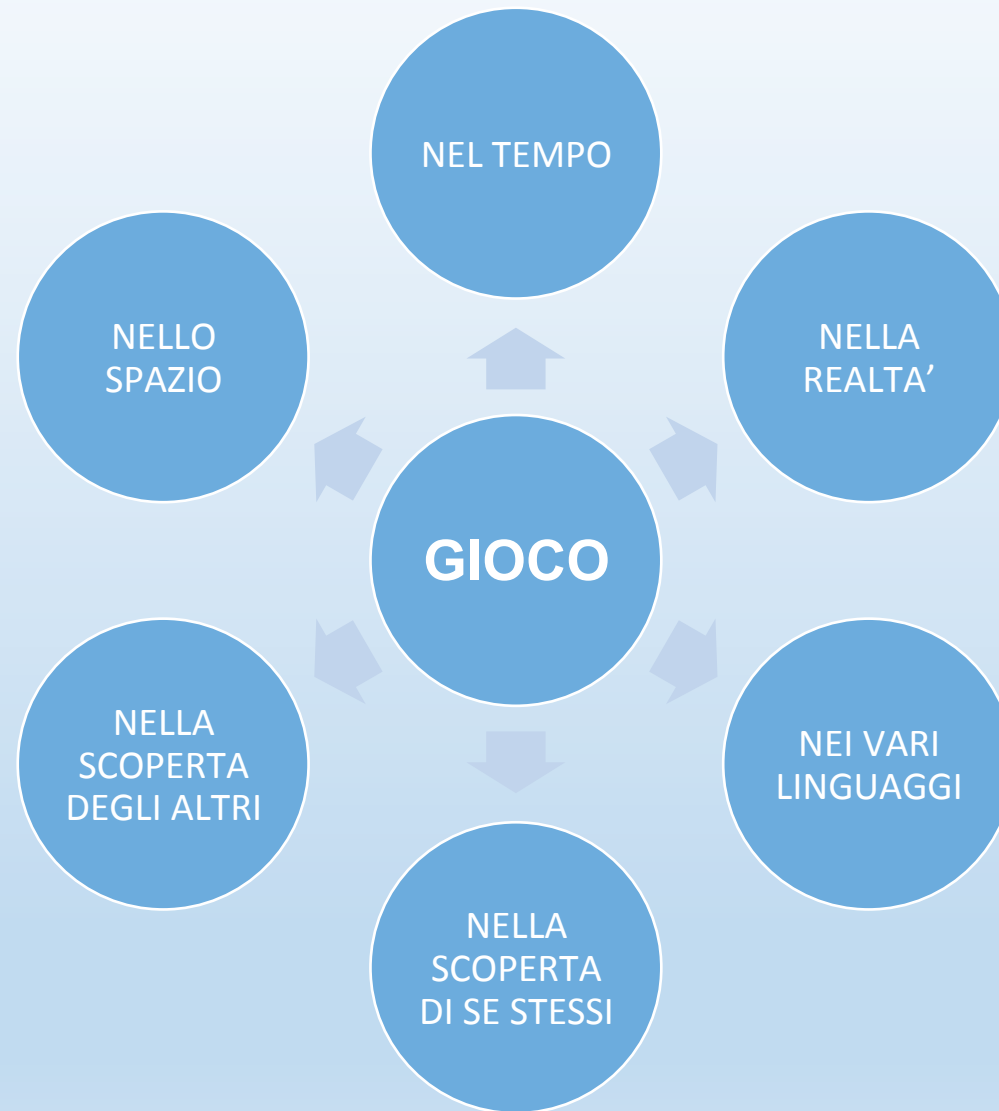 NEL TEMPO
NELLO
SPAZIO
NELLA
REALTA’
GIOCO
NELLA
SCOPERTA
DEGLI ALTRI
NEI VARI
LINGUAGGI
NELLA
SCOPERTA
DI SE STESSI